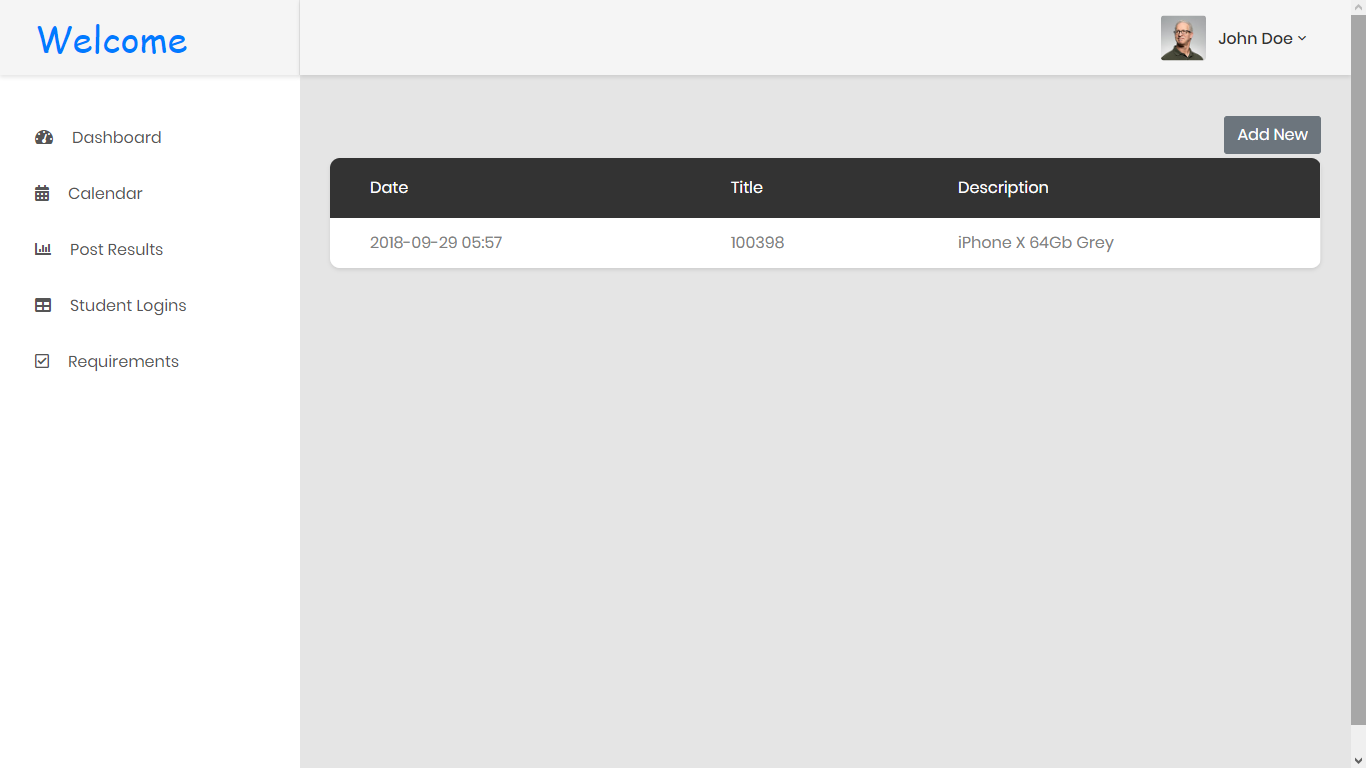 Welcome
John Doe
Dashboard
Calendar
Post Results
Student Logins
Requirements
Add New
Date Title Description
2018-09-29 05:57 100398 iPhone X 64Gb Grey